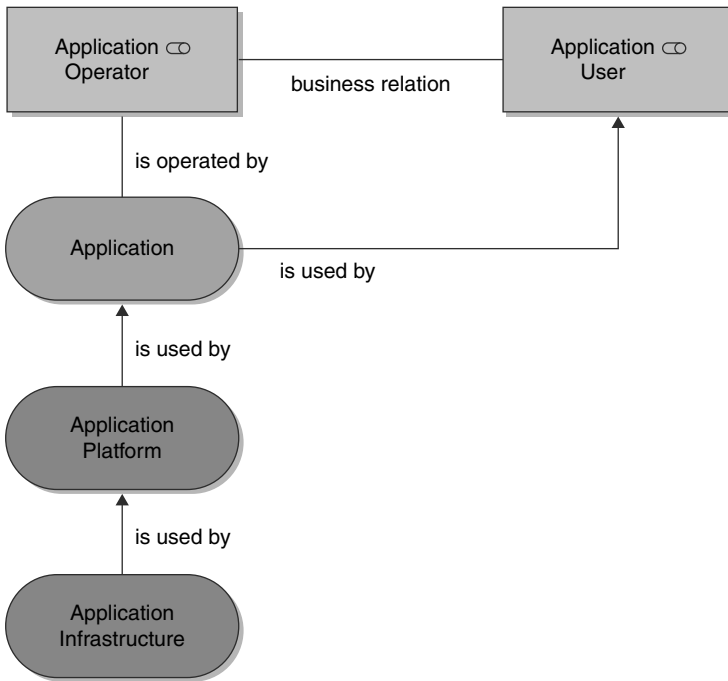 Application
Operator
business relation
Application
User
is operated by
Application
is used by
is used by
Application
Platform
is used by
Application
Infrastructure